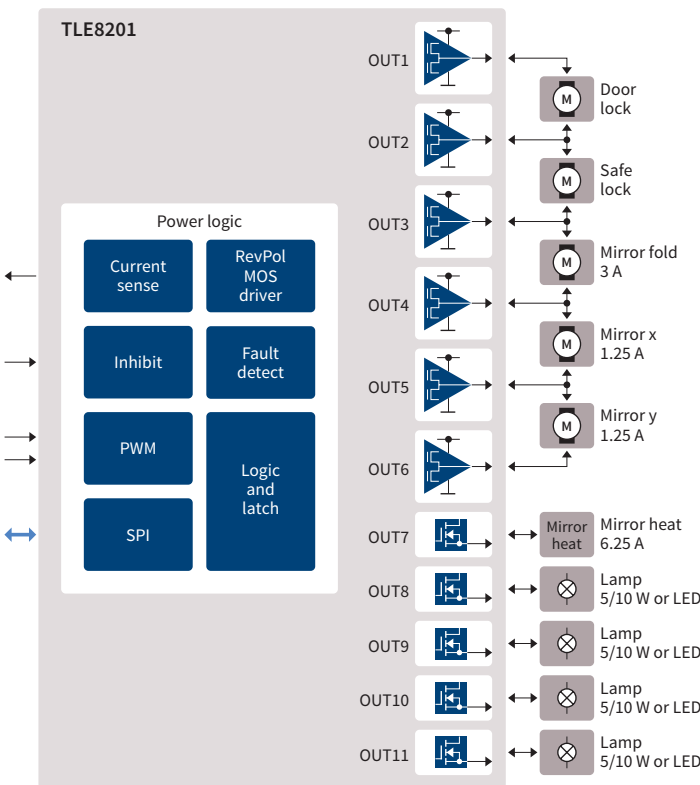 TLE8201
Power logic
Current
sense
RevPol
MOS
driver
Inhibit
Fault
detect
PWM
Logic
and
latch
SPI
OUT1
OUT2
OUT3
OUT4
OUT5
OUT6
OUT7
OUT8
OUT9
OUT10
OUT11
M
Door
lock
M
Safe
lock
M
Mirror fold
3 A
M
Mirror x
1.25 A
M
Mirror y
1.25 A
Mirror
heat
Mirror heat
6.25 A
Lamp
5/10 W or LED
Lamp
5/10 W or LED
Lamp
5/10 W or LED
Lamp
5/10 W or LED